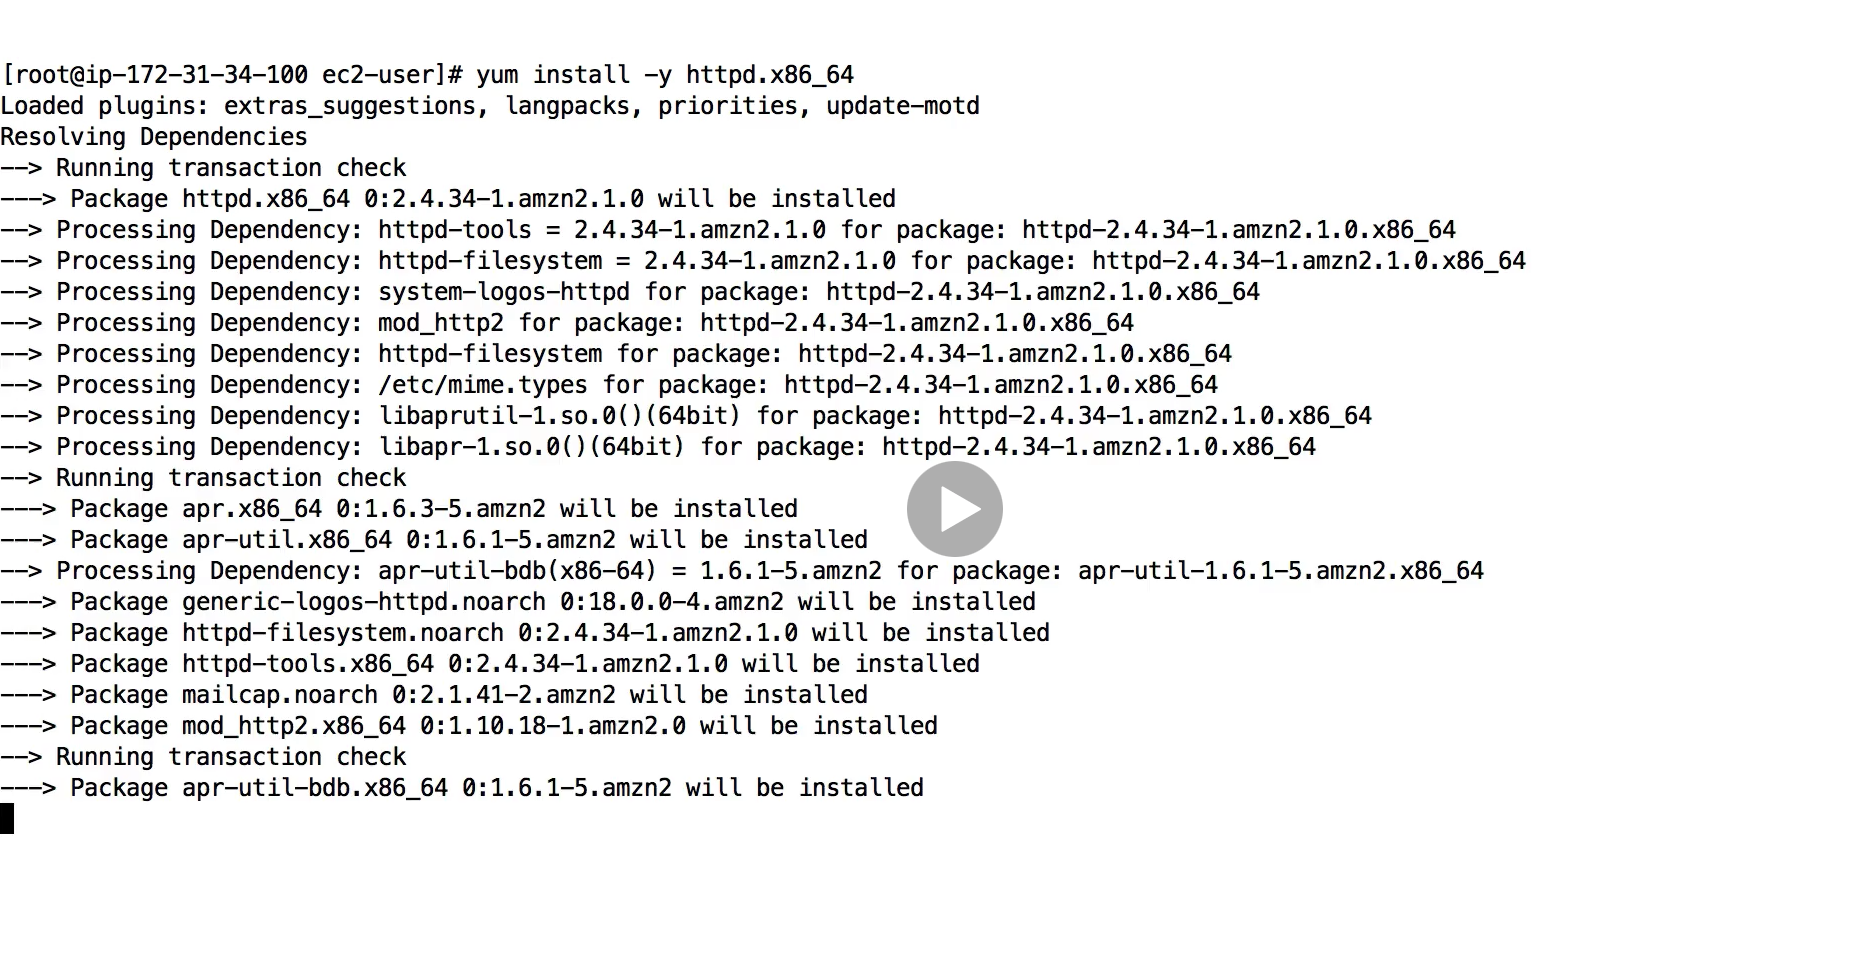 [root@ip-172-31-34-100 ec2-user]# yum install -y httpd.x86_64
Loaded plugins: extras_suggestions, langpacks, priorities, update-motd
Resolving Dependencies
--> Running transaction check
---> Package httpd.x86_64 0:2.4.34-1.amzn2.1.0 will be installed
--> Processing Dependency: httpd-tools = 2.4.34-1.amzn2.1.0 for package: httpd-2.4.34-1.amzn2.1.0.x86_64
--> Processing Dependency: httpd-filesystem = 2.4.34-1.amzn2.1.0 for package: httpd-2.4.34-1.amzn2.1.0.x86_64
--> Processing Dependency: system-logos-httpd for package: httpd-2.4.34-1.amzn2.1.0.x86_64
--> Processing Dependency: mod_http2 for package: httpd-2.4.34-1.amzn2.1.0.x86_64
--> Processing Dependency: httpd-filesystem for package: httpd-2.4.34-1.amzn2.1.0.x86_64
--> Processing Dependency: /etc/mime.types for package: httpd-2.4.34-1.amzn2.1.0.x86_64
--> Processing Dependency: libaprutil-1.so.0()(64bit) for package: httpd-2.4.34-1.amzn2.1.0.x86_64
--> Processing Dependency: libapr-1.so.0()(64bit) for package: httpd-2.4.34-1.amzn2.1.0.x86_64
--> Running transaction check
---> Package apr.x86_64 0:1.6.3-5.amzn2 will be installed
---> Package apr-util.x86_64 0:1.6.1-5.amzn2 will be installed
--> Processing Dependency: apr-util-bdb(x86-64) = 1.6.1-5.amzn2 for package: apr-util-1.6.1-5.amzn2.x86_64
---> Package generic-logos-httpd.noarch 0:18.0.0-4.amzn2 will be installed
---> Package httpd-filesystem.noarch 0:2.4.34-1.amzn2.1.0 will be installed
---> Package httpd-tools.x86_64 0:2.4.34-1.amzn2.1.0 will be installed
---> Package mailcap.noarch 0:2.1.41-2.amzn2 will be installed
---> Package mod_http2.x86_64 0:1.10.18-1.amzn2.0 will be installed
--> Running transaction check
---> Package apr-util-bdb.x86_64 0:1.6.1-5.amzn2 will be installed